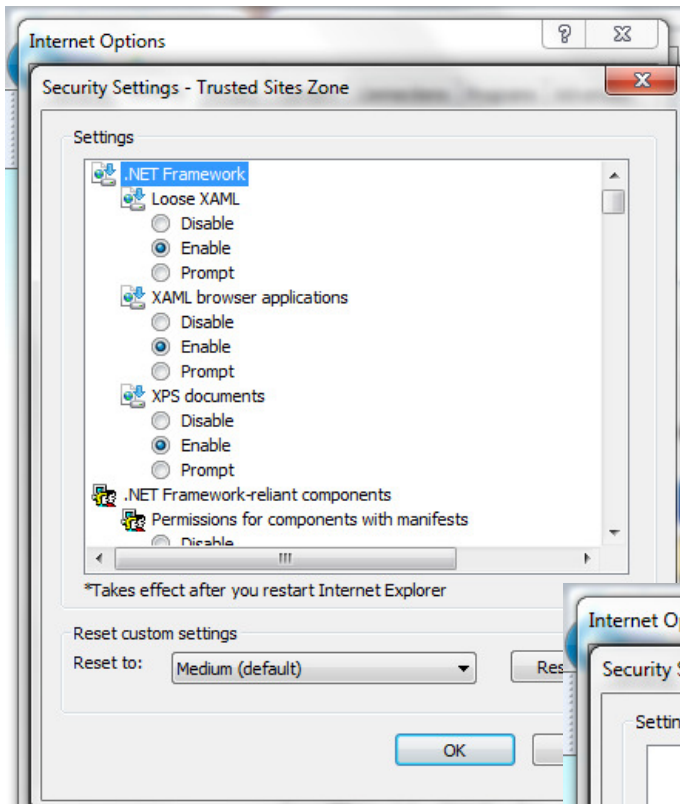 Internet Options
Security Settings - Trusted Sites Zone
Settings
.NET Framework
Loose XAML
Disable
Enable
Prompt
XAML browser applications
Disable
Enable
Prompt
XPS documents
Disable
Enable
Prompt
.NET Framework-reliant components
Permissions for components with manifests
Disable
*Takes effect after you restart Internet Explorer
Reset custom settings
Reset to:
Medium (default)
Res
OK
Internet Op
Security S
Settin